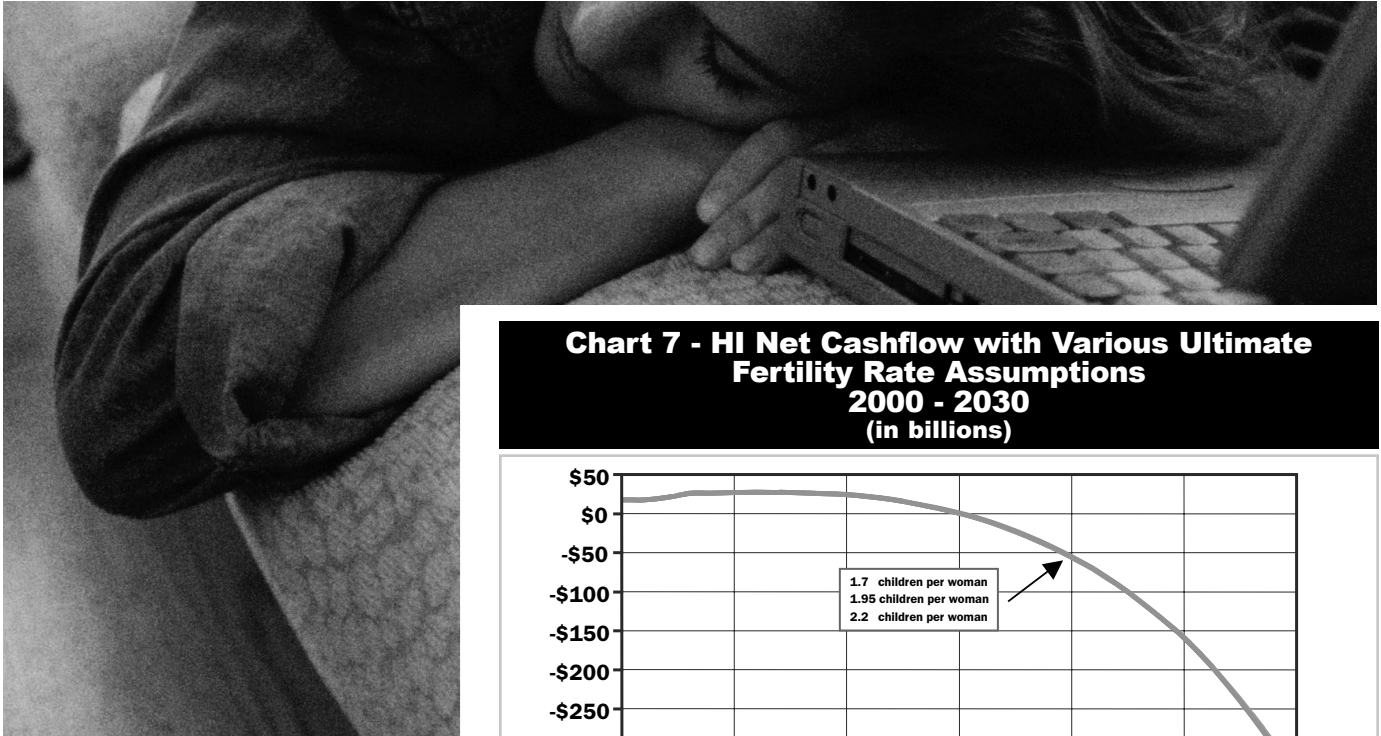 Chart 7 - HI Net Cashflow with Various Ultimate
Fertility Rate Assumptions
2000 - 2030
(in billions)
$50
$0
-$50
-$100
-$150
-$200
-$250
1.7 children per woman
1.95 children per woman
2.2 children per woman